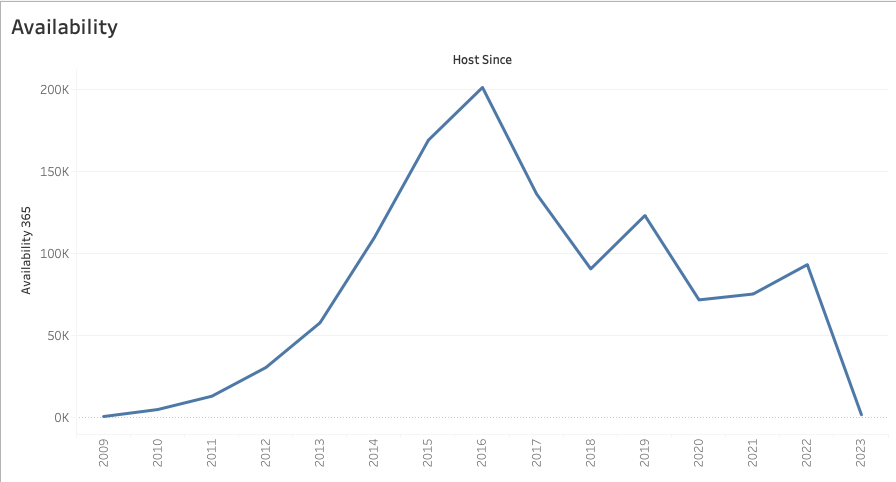 Availability
Host Since
200K
150K
100K
50K
0K
Availability 365
2009
2010
2011
2012
2013
2014
2015
2016
2017
2018
2019
2020
2021
2022
2023